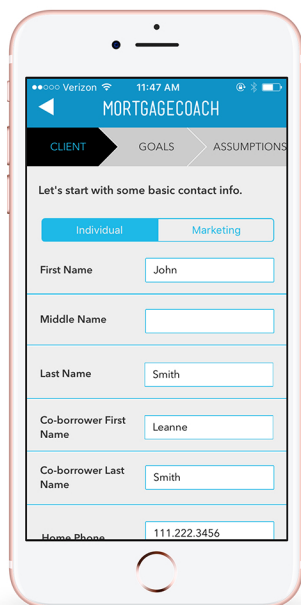 Verizon 11:47 AM
MORTGAGECOACH
CLIENT GOALS ASSUMPTIONS
Let's start with some basic contact info.
Individual Marketing
First Name John
Middle Name
Last Name Smith
Co-borrower First
Name Leanne
Co-borrower Last
Name Smith
Home Phone 111.222.3456